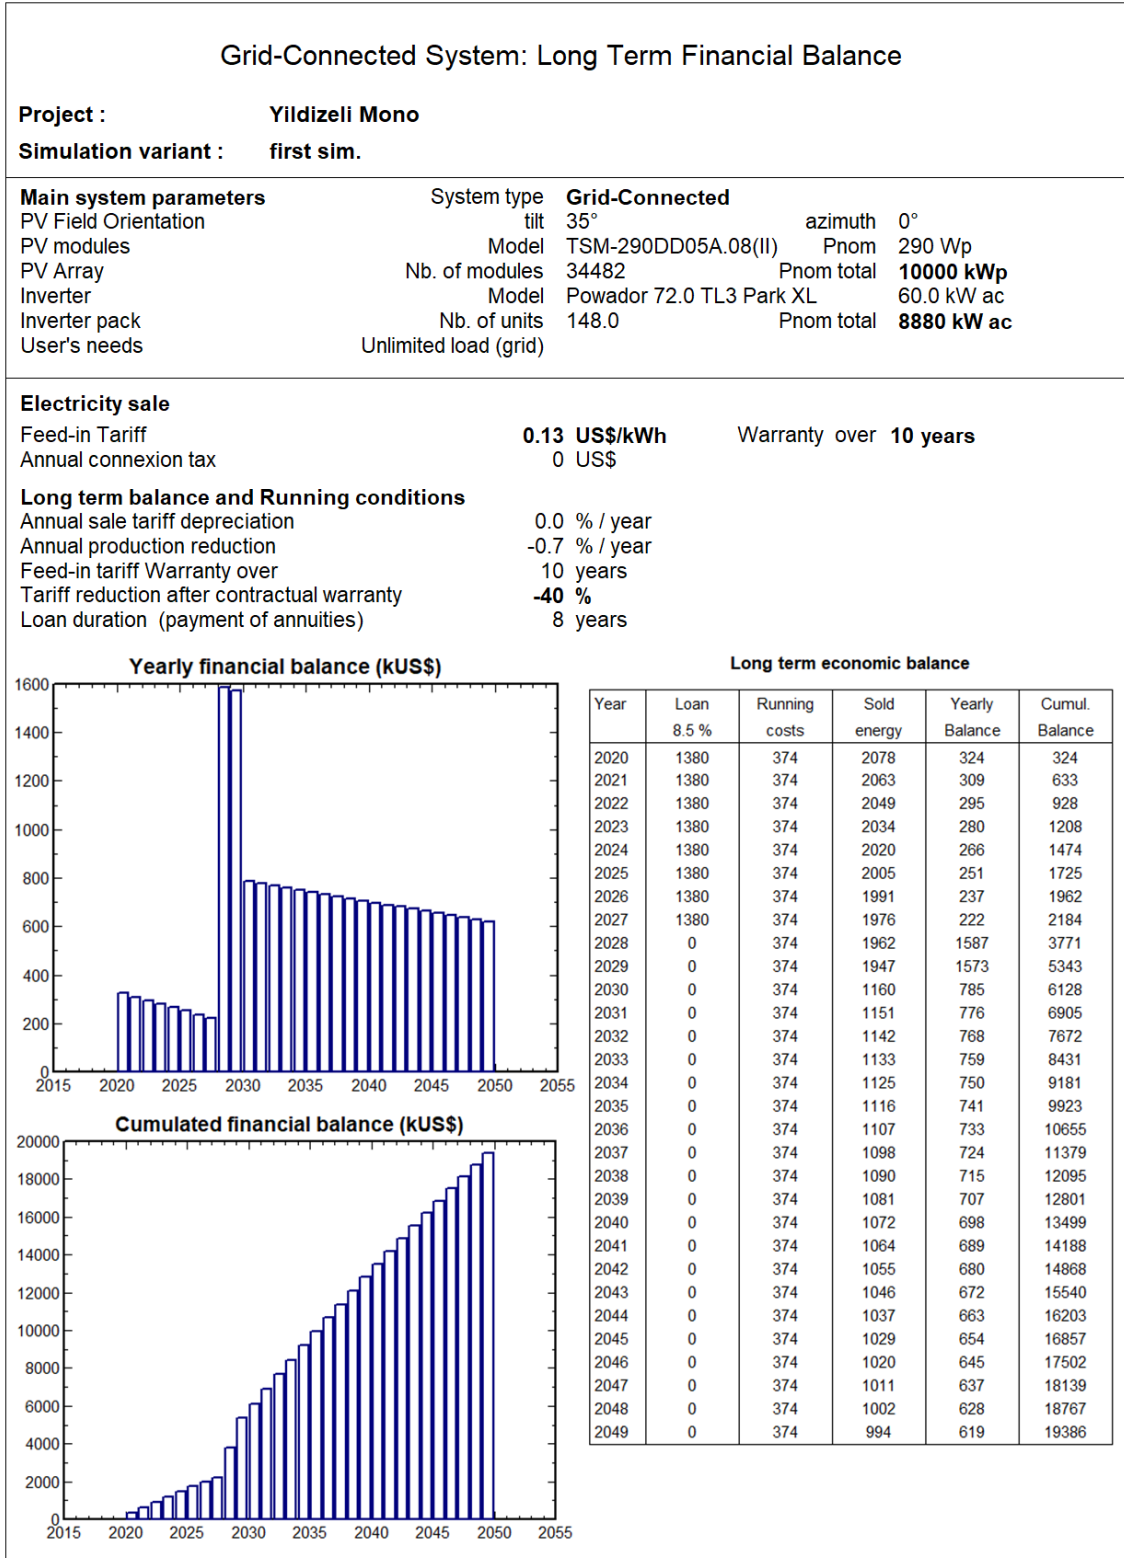 Grid-Connected System: Long Term Financial Balance
Project : Yildizeli Mono
Simulation variant : first sim.
Main system parameters System type Grid-Connected
PV Field Orientation tilt 35° azimuth 0°
PV modules Model TSM-290DD05A.08(II) Pnom 290 Wp
PV Array Nb. of modules 34482 Pnom total 10000 kWp
Inverter Model Powador 72.0 TL3 Park XL 60.0 kW ac
Inverter pack Nb. of units 148.0 Pnom total 8880 kW ac
User's needs Unlimited load (grid)
Electricity sale
Feed-in Tariff 0.13 US$/kWh Warranty over 10 years
Annual connexion tax 0 US$
Long term balance and Running conditions
Annual sale tariff depreciation 0.0 % / year
Annual production reduction -0.7 % / year
Feed-in tariff Warranty over 10 years
Tariff reduction after contractual warranty -40 %
Loan duration (payment of annuities) 8 years
Yearly financial balance (kUS$)
1600
1400
1200
1000
800
600
400
200
0
2015 2020 2025 2030 2035 2040 2045 2050 2055
Cumulated financial balance (kUS$)
20000
18000
16000
14000
12000
10000
8000
6000
4000
2000
0
2015 2020 2025 2030 2035 2040 2045 2050 2055
Long term economic balance
Year Loan Running Sold Yearly Cumul.
8.5 % costs energy Balance Balance
2020 1380 374 2078 324 324
2021 1380 374 2063 309 633
2022 1380 374 2049 295 928
2023 1380 374 2034 280 1208
2024 1380 374 2020 266 1474
2025 1380 374 2005 251 1725
2026 1380 374 1991 237 1962
2027 1380 374 1976 222 2184
2028 0 374 1962 1587 3771
2029 0 374 1947 1573 5343
2030 0 374 1160 785 6128
2031 0 374 1151 776 6905
2032 0 374 1142 768 7672
2033 0 374 1133 759 8431
2034 0 374 1125 750 9181
2035 0 374 1116 741 9923
2036 0 374 1107 733 10655
2037 0 374 1098 724 11379
2038 0 374 1090 715 12095
2039 0 374 1081 707 12801
2040 0 374 1072 698 13499
2041 0 374 1064 689 14188
2042 0 374 1055 680 14868
2043 0 374 1046 672 15540
2044 0 374 1037 663 16203
2045 0 374 1029 654 16857
2046 0 374 1020 645 17502
2047 0 374 1011 637 18139
2048 0 374 1002 628 18767
2049 0 374 994 619 19386